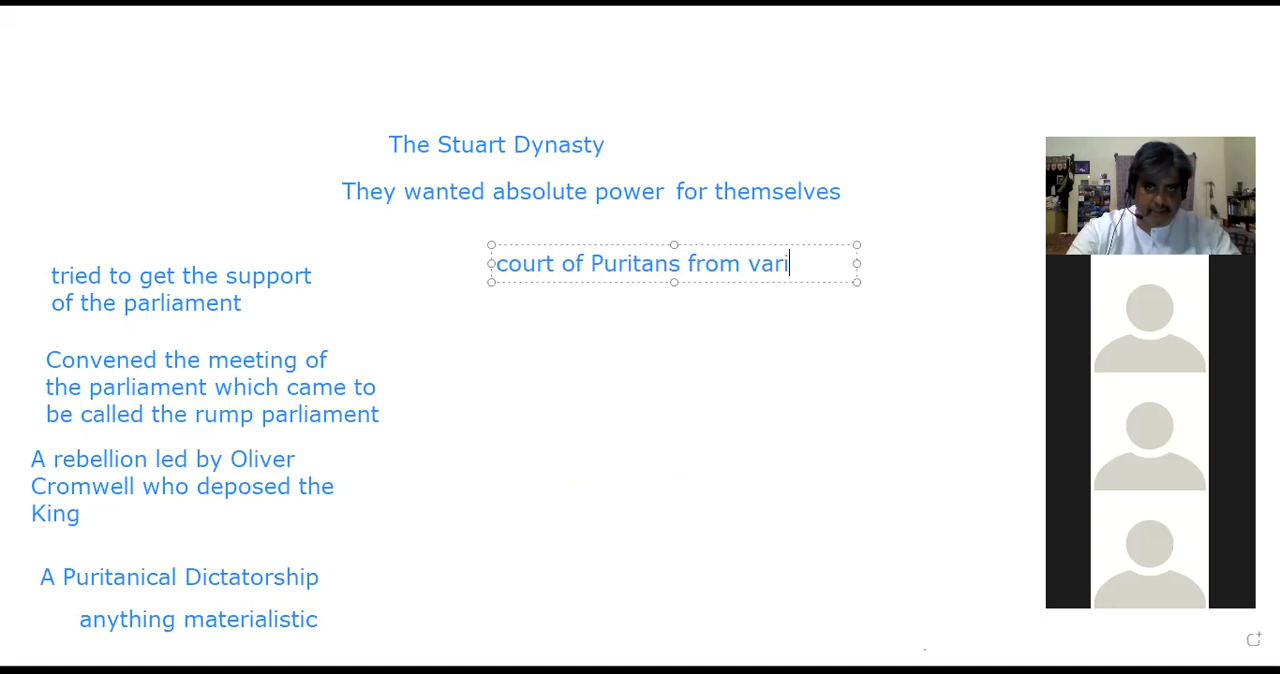 The Stuart Dynasty
They wanted absolute power for themselves
court of Puritans from vari
tried to get the support
of the parliament
Convened the meeting of
the parliament which came to
be called the rump parliament
A rebellion led by Oliver
Cromwell who deposed the
King
A Puritanical Dictatorship
anything materialistic